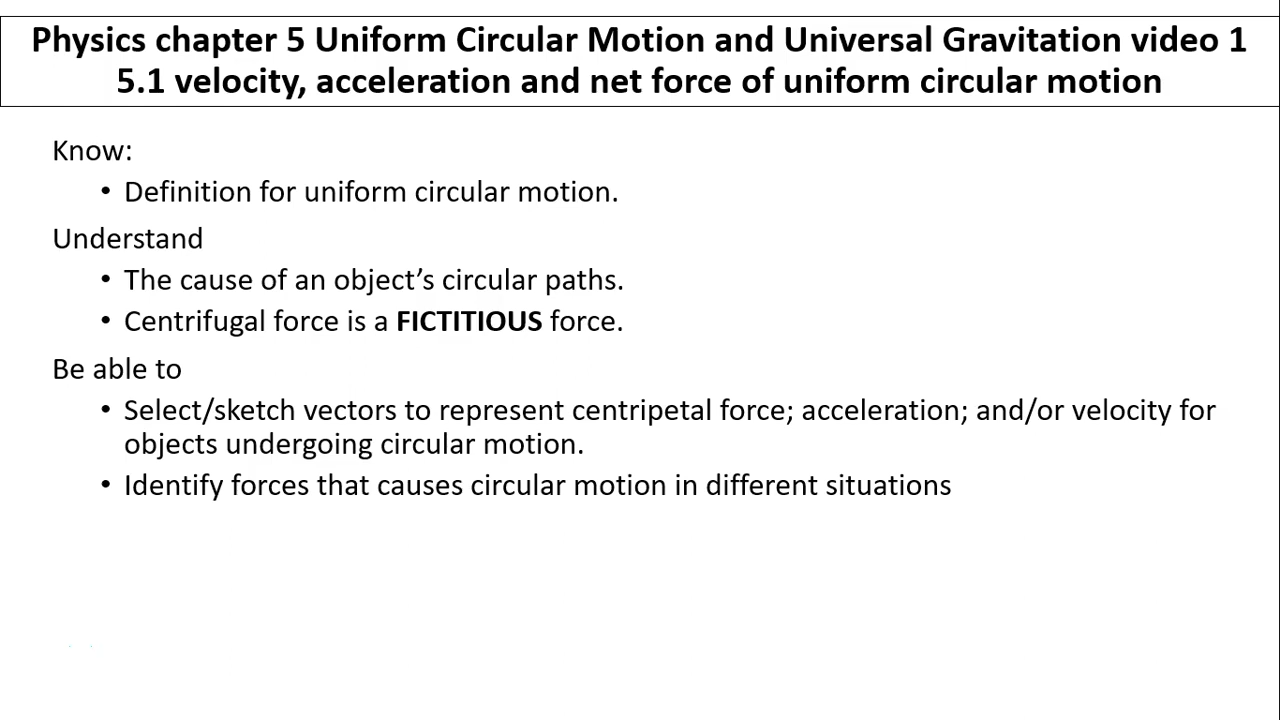 Physics chapter 5 Uniform Circular Motion and Universal Gravitation video 1
5.1 velocity, acceleration and net force of uniform circular motion
Know:
• Definition for uniform circular motion.
Understand
• The cause of an object’s circular paths.
• Centrifugal force is a FICTITIOUS force.
Be able to
• Select/sketch vectors to represent centripetal force; acceleration; and/or velocity for
objects undergoing circular motion.
• Identify forces that causes circular motion in different situations